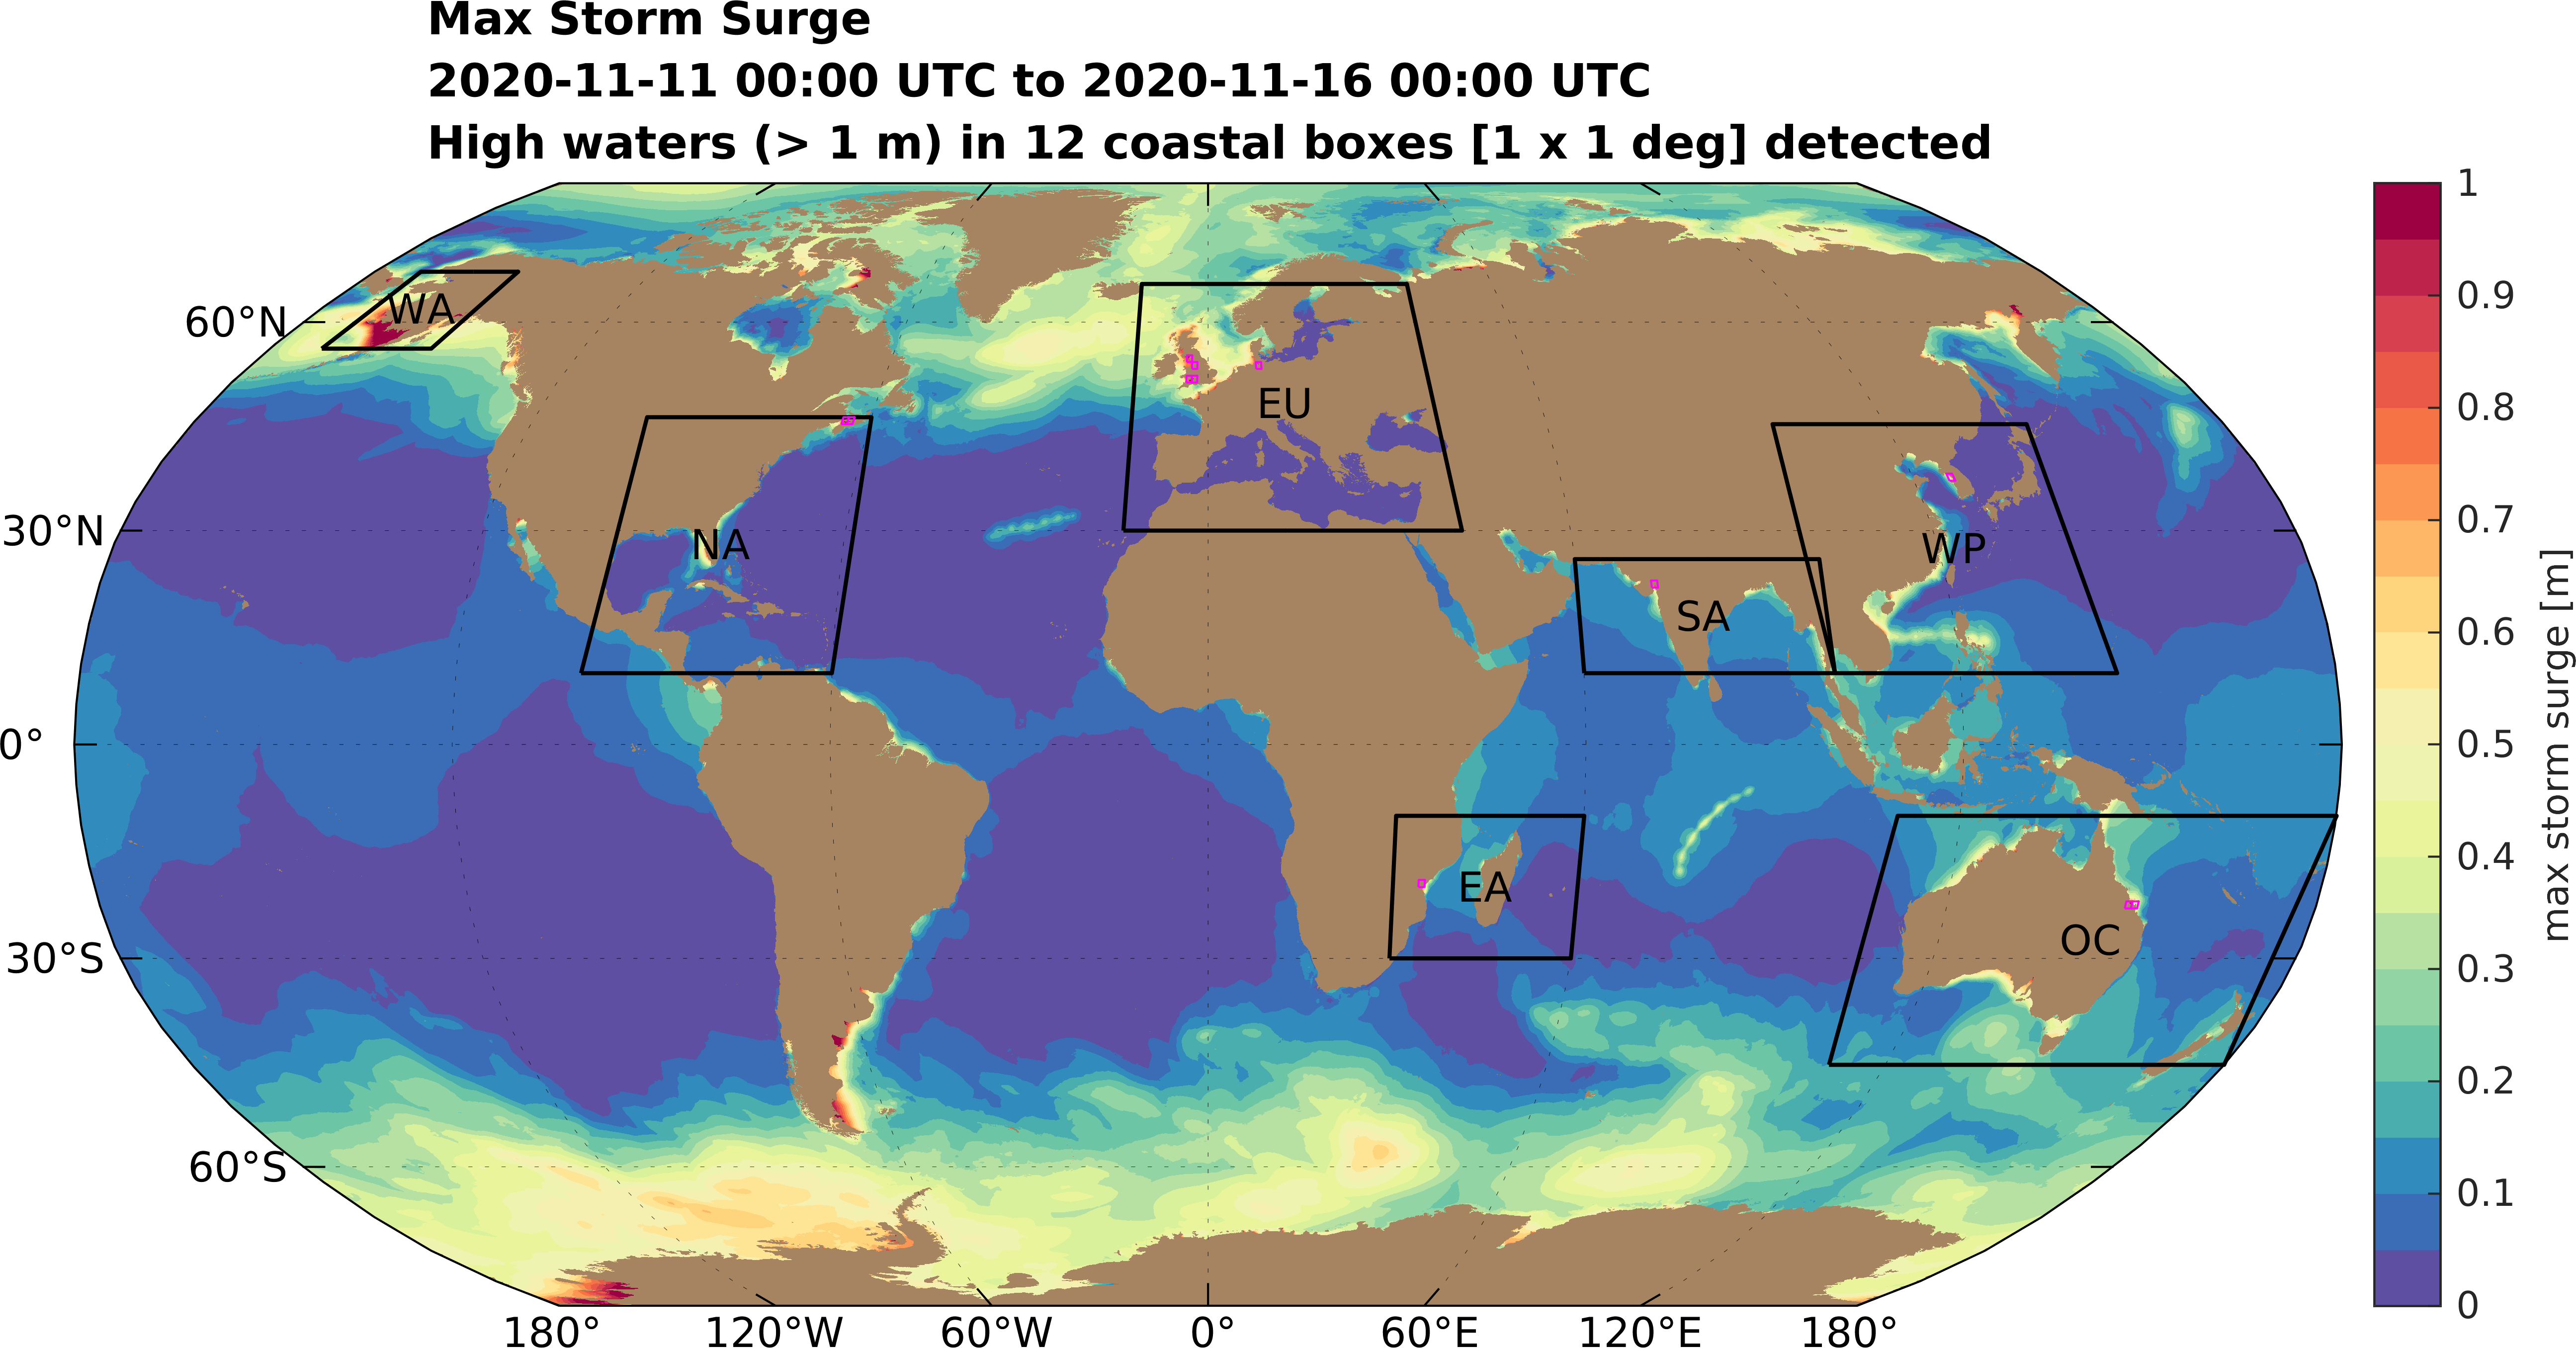 Max Storm Surge
2020-11-11 00:00 UTC to 2020-11-16 00:00 UTC
High waters (> 1 m) in 12 coastal boxes [1 x 1 deg] detected
60°N
30°N
0°
30°S
60°S
WA
NA
EU
SA
WP
EA
OC
180°
120°W
60°W
0°
60°E
120°E
180°
1
0.9
0.8
0.7
0.6
0.5
0.4
0.3
0.2
0.1
0
max storm surge [m]